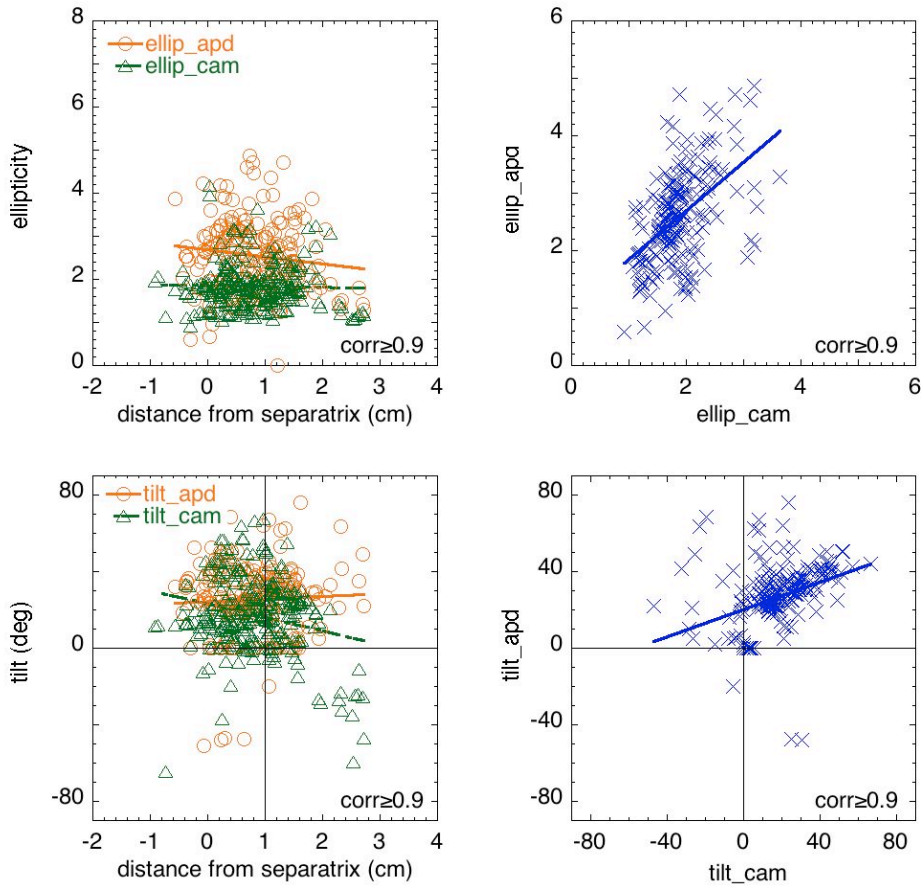 8
6
4
2
0
ellipticity
ellip_apd
ellip_cam
corr≥0.9
-2
-1
0
1
2
3
4
distance from separatrix (cm)
6
4
2
0
ellip_apd
corr≥0.9
0
2
4
6
ellip_cam
80
40
0
-40
-80
tilt (deg)
tilt_apd
tilt_cam
corr≥0.9
-2
-1
0
1
2
3
4
distance from separatrix (cm)
80
40
0
-40
-80
tilt_apd
corr≥0.9
-80
-40
0
40
80
tilt_cam